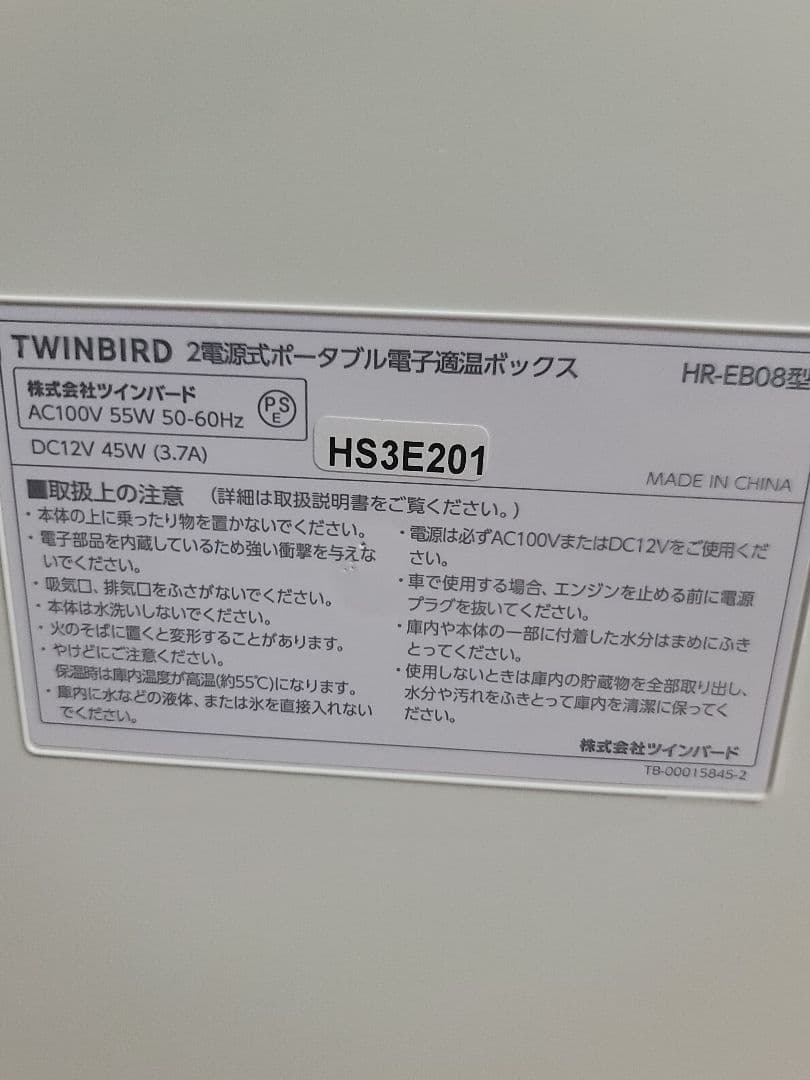 TWINBIRD 2電源式ポータブル電子適温ボックス
HR-EB08型
株式会社ツインバード
AC100V 55W 50-60Hz
PSE
DC12V 45W (3.7A)
HS3E201
MADE IN CHINA
■取扱上の注意 (詳細は取扱説明書をご覧ください。)
・本体の上に乗ったり物を置かないでください。
・電子部品を内蔵しているため強い衝撃を与えな
いでください。
・吸気口、排気口をふさがないでください。
・本体は水洗いしないでください。
・火のそばに置くと変形することがあります。
・やけどにご注意ください。
保温時は庫内温度が高温(約55℃)になります。
・庫内に水などの液体、または氷を直接入れない
でください。
・電源は必ずAC100VまたはDC12Vをご使用くだ
さい。
・車で使用する場合、エンジンを止める前に電源
プラグを抜いてください。
・庫内や本体の一部に付着した水分はまめにふき
とってください。
・使用しないときは庫内の貯蔵物を全部取り出し、
水分や汚れをふきとって庫内を清潔に保ってく
ださい。
株式会社ツインバード
TB-00015845-2